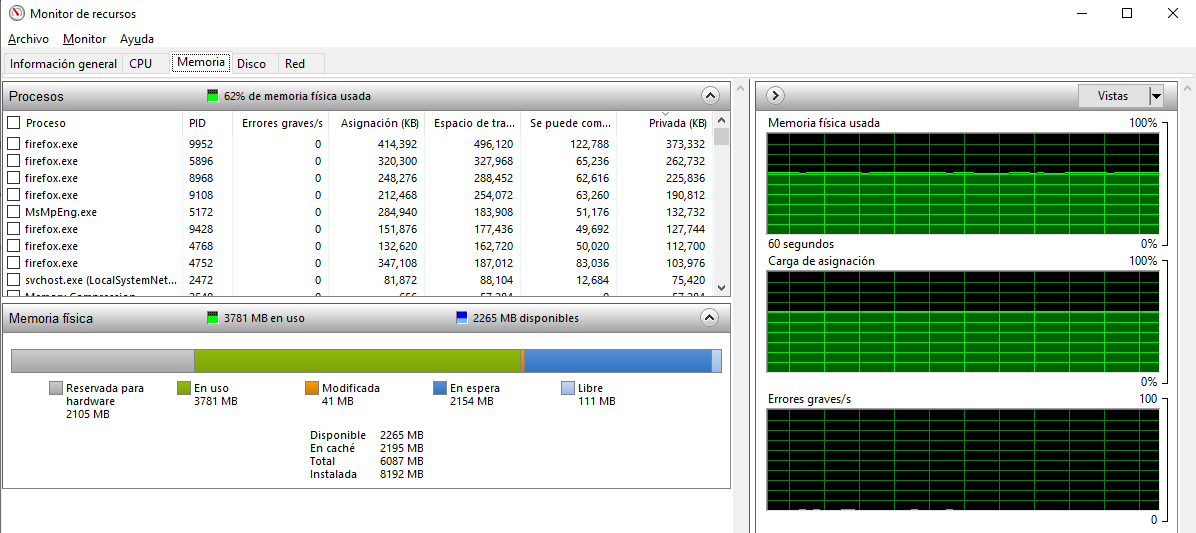 Monitor de recursos
Archivo Monitor Ayuda
Información general CPU Memoria Disco Red
Procesos 62% de memoria física usada
Proceso PID Errores graves/s Asignación (KB) Espacio de tra... Se puede com... Privada (KB)
firefox.exe 9952 0 414,392 496,120 122,788 373,332
firefox.exe 5896 0 320,300 327,968 65,236 262,732
firefox.exe 8968 0 248,276 288,452 62,616 225,836
firefox.exe 9108 0 212,468 254,072 63,260 190,812
MsMpEng.exe 5172 0 284,940 183,908 51,176 132,732
firefox.exe 9428 0 151,876 177,436 49,692 127,744
firefox.exe 4768 0 132,620 162,720 50,020 112,700
firefox.exe 4752 0 347,108 187,012 83,036 103,976
svchost.exe (LocalSystemNet... 2472 0 81,872 88,104 12,684 75,420
Memoria física 3781 MB en uso 2265 MB disponibles
Reservada para hardware 2105 MB
En uso 3781 MB
Modificada 41 MB
En espera 2154 MB
Libre 111 MB
Disponible 2265 MB
En caché 2195 MB
Total 6087 MB
Instalada 8192 MB
Vistas
Memoria física usada 100%
60 segundos 0%
Carga de asignación 100%
0%
Errores graves/s 100
0